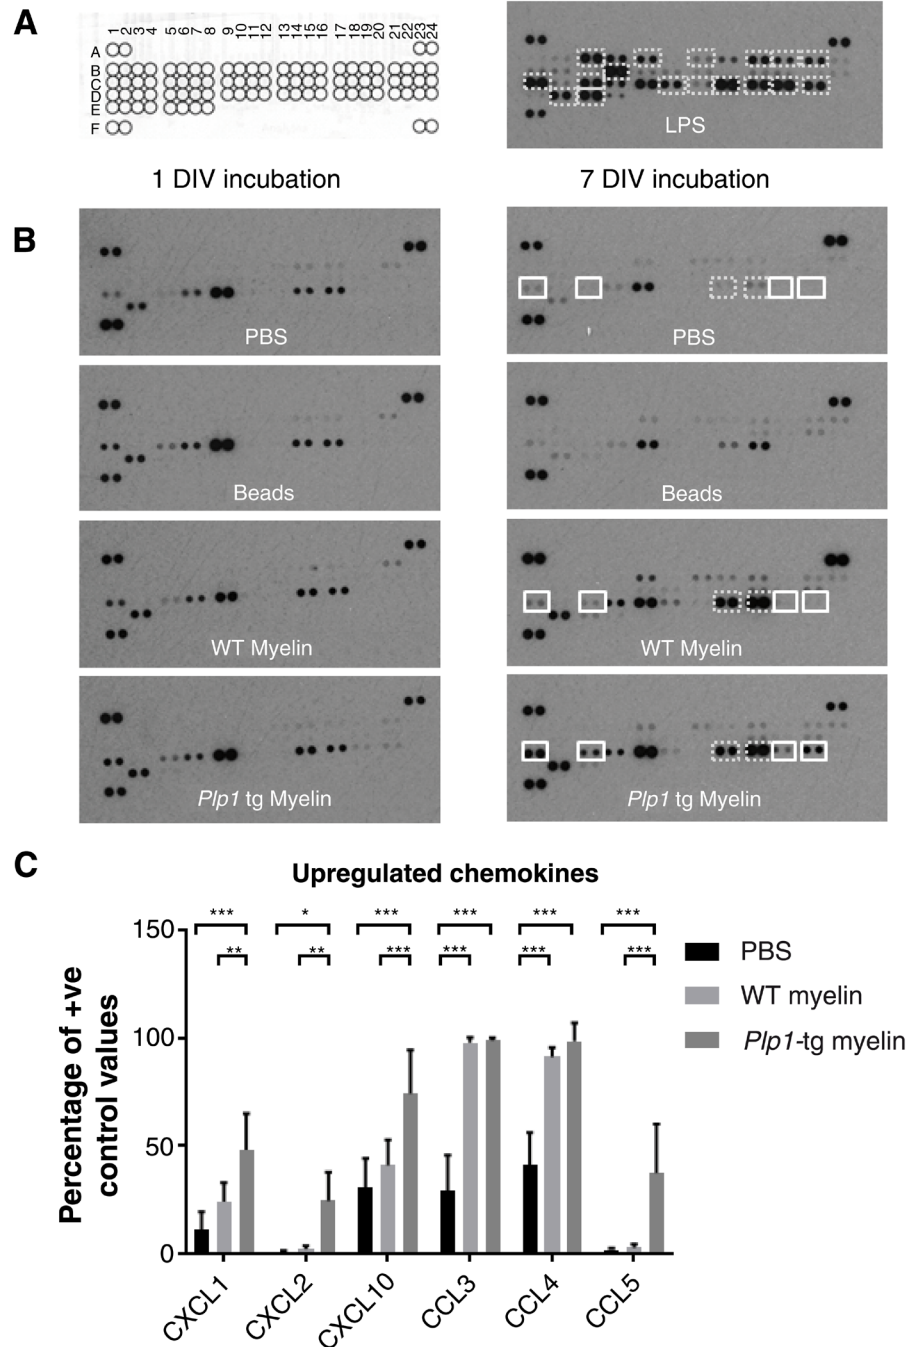 A
1 2 3 4 5 6 7 8 9 10 11 12 13 14 15 16 17 18 19 20 21 22 23 24
A
B
C
D
E
F
LPS
1 DIV incubation
7 DIV incubation
B
PBS
PBS
Beads
Beads
WT Myelin
WT Myelin
Plp1 tg Myelin
Plp1 tg Myelin
C
Upregulated chemokines
*** * *** *** *** ***
** ** *** *** *** ***
150
100
50
0
Percentage of +ve
control values
PBS
WT myelin
Plp1-tg myelin
CXCL1
CXCL2
CXCL10
CCL3
CCL4
CCL5